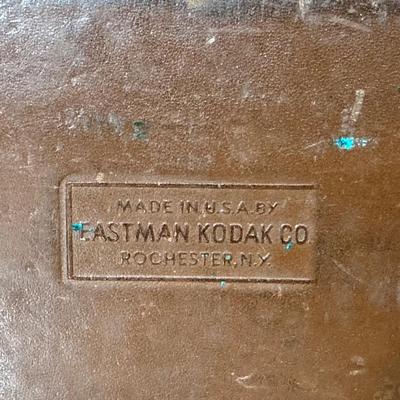 MADE IN U.S.A. BY
EASTMAN KODAK CO.
ROCHESTER, N.Y.